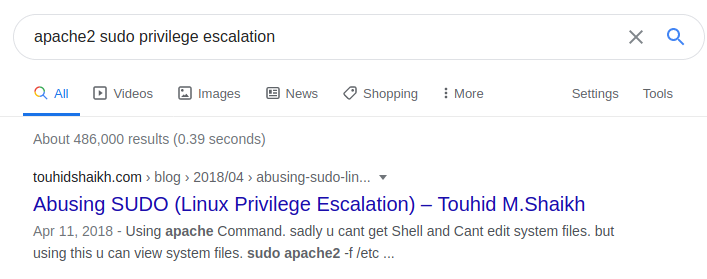 apache2 sudo privilege escalation
All Videos Images News Shopping More Settings Tools
About 486,000 results (0.39 seconds)
touhidshaikh.com › blog › 2018/04 › abusing-sudo-lin...
Abusing SUDO (Linux Privilege Escalation) – Touhid M.Shaikh
Apr 11, 2018 - Using apache Command. sadly u cant get Shell and Cant edit system files. but
using this u can view system files. sudo apache2 -f /etc ...